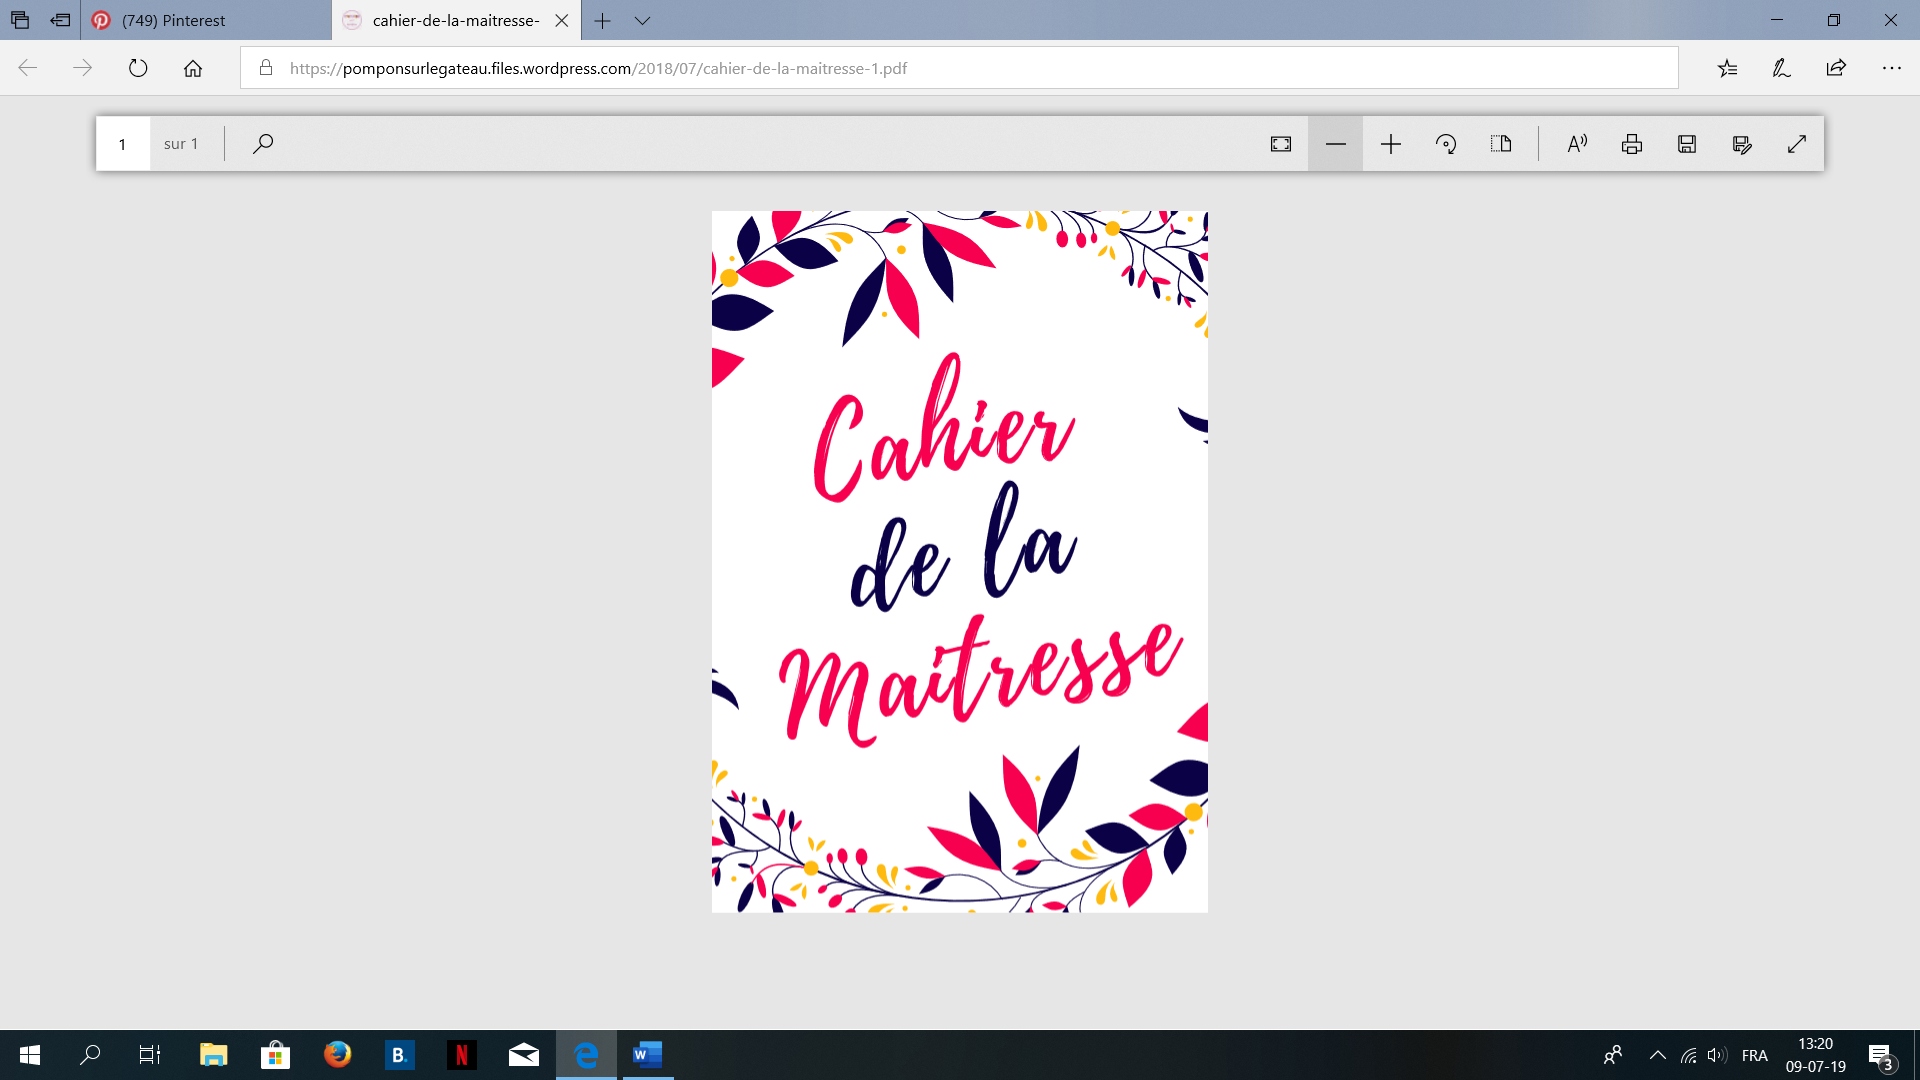 (749) Pinterest
cahier-de-la-maitresse-
https://pomponsurlegateau.files.wordpress.com/2018/07/cahier-de-la-maitresse-1.pdf
1 sur 1
Cahier
de la
Maitresse
B.
N
W
FRA
13:20
09-07-19
3